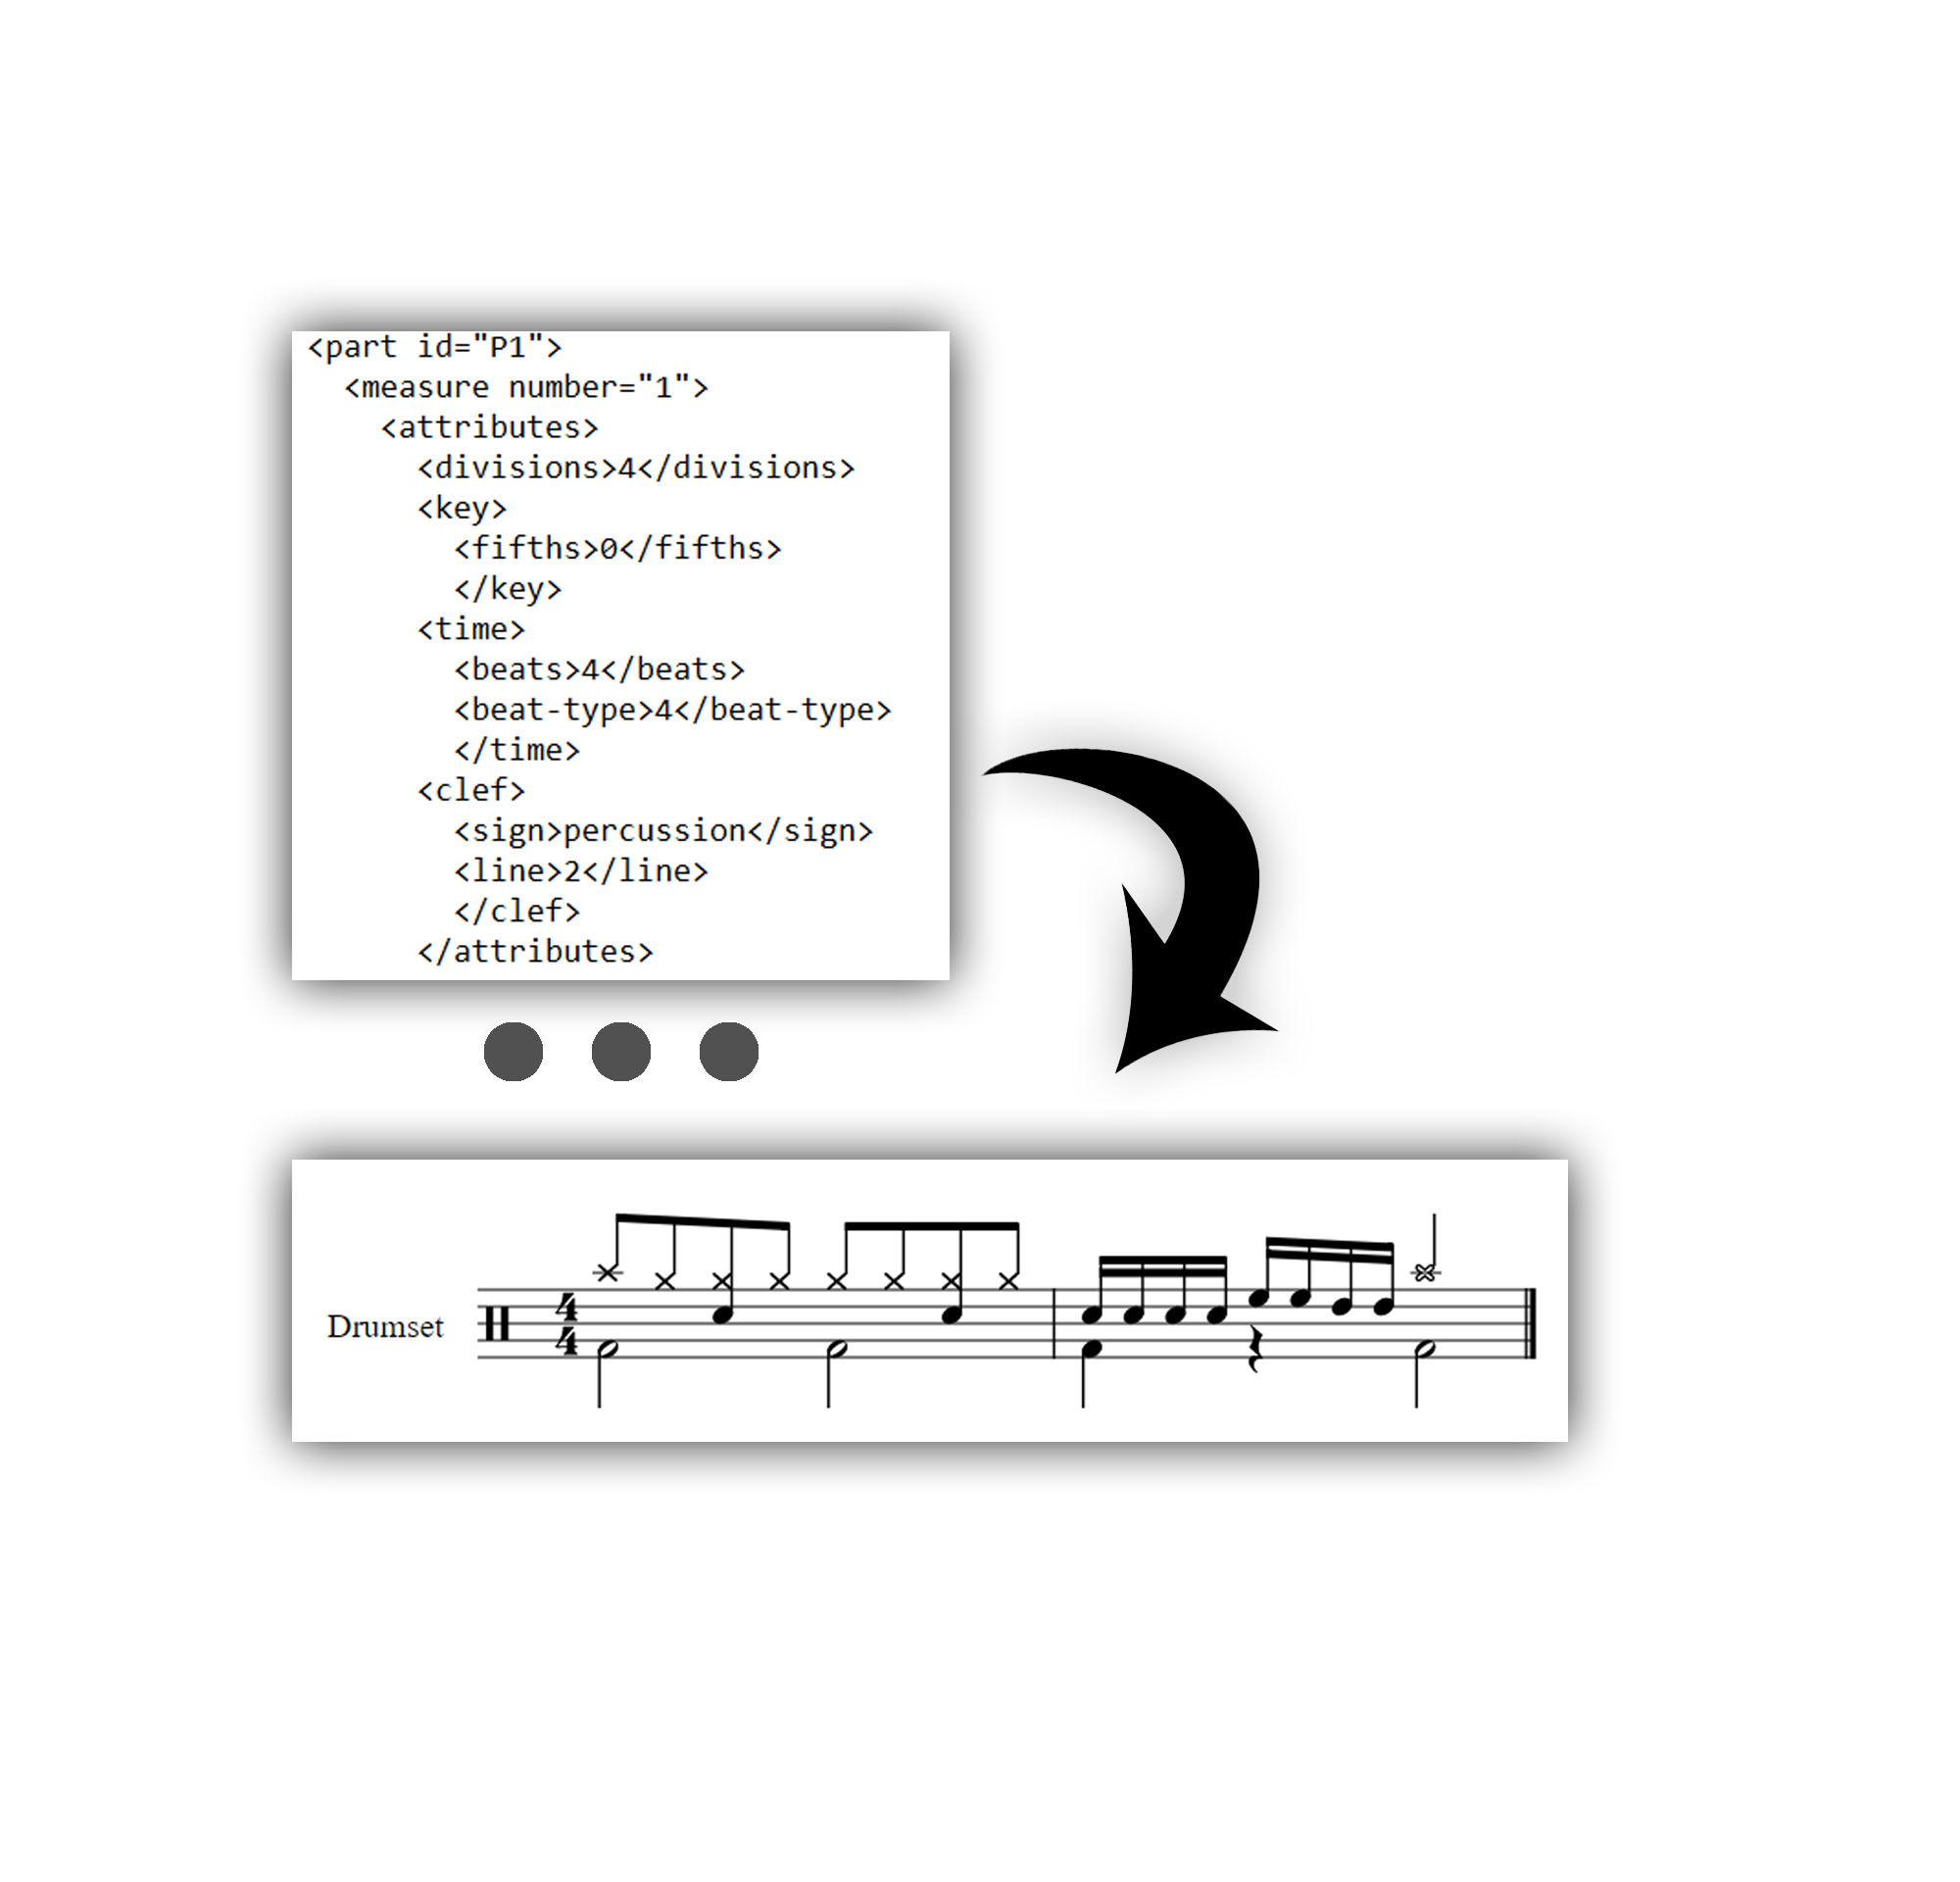 <part id="P1">
<measure number="1">
<attributes>
<divisions>4</divisions>
<key>
<fifths>0</fifths>
</key>
<time>
<beats>4</beats>
<beat-type>4</beat-type>
</time>
<clef>
<sign>percussion</sign>
<line>2</line>
</clef>
</attributes>
Drumset
4
4